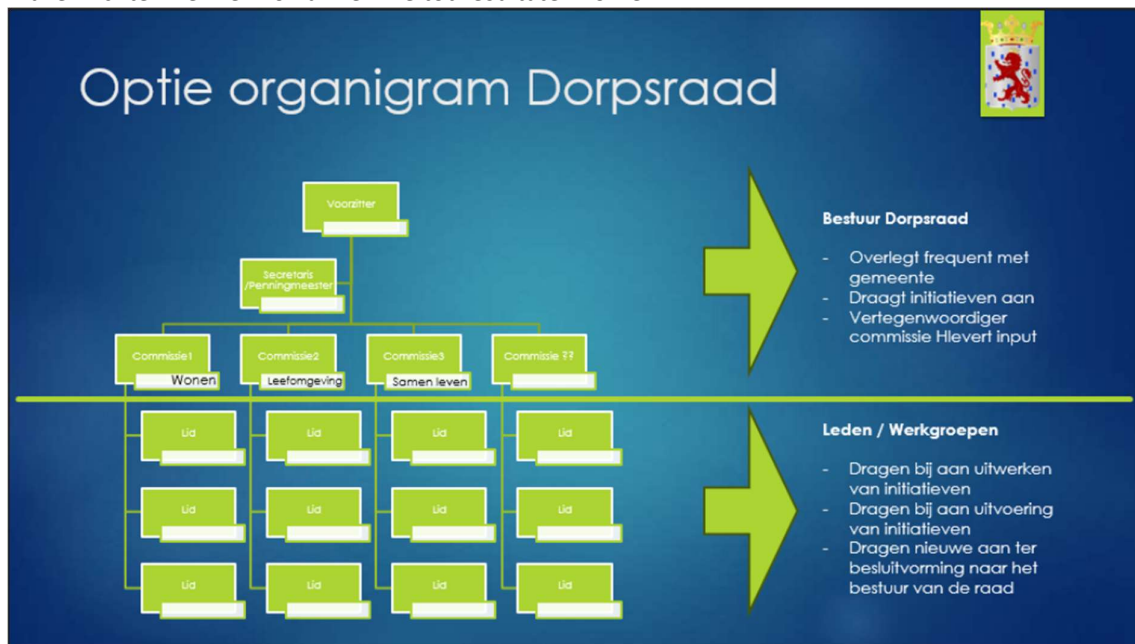 Optie organigram Dorpsraad
Voorzitter
Secretaris
/Penningmeester
Commissie1
Wonen
Commissie2
Leefomgeving
Commissie3
Samen leven
Commissie ??
Lid
Lid
Lid
Lid
Lid
Lid
Lid
Lid
Lid
Lid
Lid
Lid
Bestuur Dorpsraad
- Overlegt frequent met
gemeente
- Draagt initiatieven aan
- Vertegenwoordiger
commissie Hlevert input
Leden / Werkgroepen
- Dragen bij aan uitwerken
van initiatieven
- Dragen bij aan uitvoering
van initiatieven
- Dragen nieuwe aan ter
besluitvorming naar het
bestuur van de raad